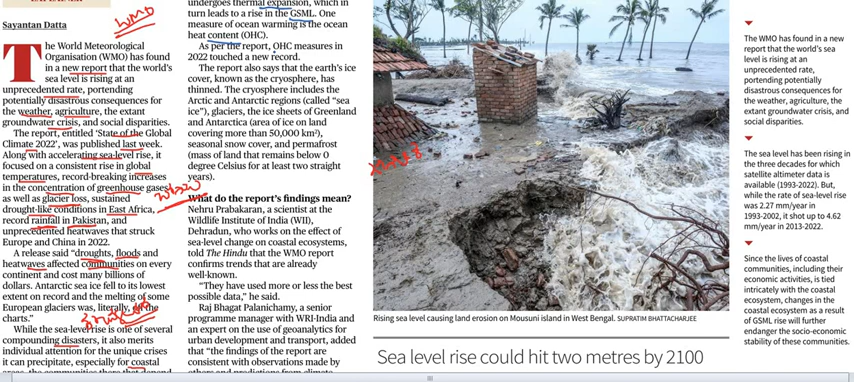 Sayantan Datta
WMO
The World Meteorological
Organisation (WMO) has found
in a new report that the world's
sea level is rising at an
unprecedented rate, portending
potentially disastrous consequences for
the weather, agriculture, the extant
groundwater crisis, and social disparities.
The report, entitled ‘State of the Global
Climate 2022’, was published last week.
Along with accelerating sea-level rise, it
focused on a consistent rise in global
temperatures, record-breaking increases
in the concentration of greenhouse gases
as well as glacier loss, sustained
drought-like conditions in East Africa,
record rainfall in Pakistan, and
unprecedented heatwaves that struck
Europe and China in 2022.
A release said “droughts, floods and
heatwaves affected communities on every
continent and cost many billions of
dollars. Antarctic sea ice fell to its lowest
extent on record and the melting of some
European glaciers was, literally, off the
charts.”
While the sea-level rise is one of several
compounding disasters, it also merits
individual attention for the unique crises
it can precipitate, especially for coastal
areas, the communities there that depend
undergoes thermal expansion, which in
turn leads to a rise in the GSML. One
measure of ocean warming is the ocean
heat content (OHC).
As per the report, OHC measures in
2022 touched a new record.
The report also says that the earth's ice
cover, known as the cryosphere, has
thinned. The cryosphere includes the
Arctic and Antarctic regions (called “sea
ice”), glaciers, the ice sheets of Greenland
and Antarctica (area of ice on land
covering more than 50,000 km²),
seasonal snow cover, and permafrost
(mass of land that remains below 0
degree Celsius for at least two straight
years).
What do the report's findings mean?
Nehru Prabakaran, a scientist at the
Wildlife Institute of India (WII),
Dehradun, who works on the effect of
sea-level change on coastal ecosystems,
told The Hindu that the WMO report
confirms trends that are already
well-known.
“They have used more or less the best
possible data,” he said.
Raj Bhagat Palanichamy, a senior
programme manager with WRI-India and
an expert on the use of geoanalytics for
urban development and transport, added
that “the findings of the report are
consistent with observations made by
others and predictions from climate
Rising sea level causing land erosion on Mousuni island in West Bengal. SUPRATIM BHATTACHARJEE
Sea level rise could hit two metres by 2100
The WMO has found in a new
report that the world's sea
level is rising at an
unprecedented rate,
portending potentially
disastrous consequences for
the weather, agriculture, the
extant groundwater crisis, and
social disparities.
The sea level has been rising in
the three decades for which
satellite altimeter data is
available (1993-2022). But,
while the rate of sea-level rise
was 2.27 mm/year in
1993-2002, it shot up to 4.62
mm/year in 2013-2022.
Since the lives of coastal
communities, including their
economic activities, is tied
intricately with the coastal
ecosystem, changes in the
coastal ecosystem as a result
of GSML rise will further
endanger the socio-economic
stability of these communities.